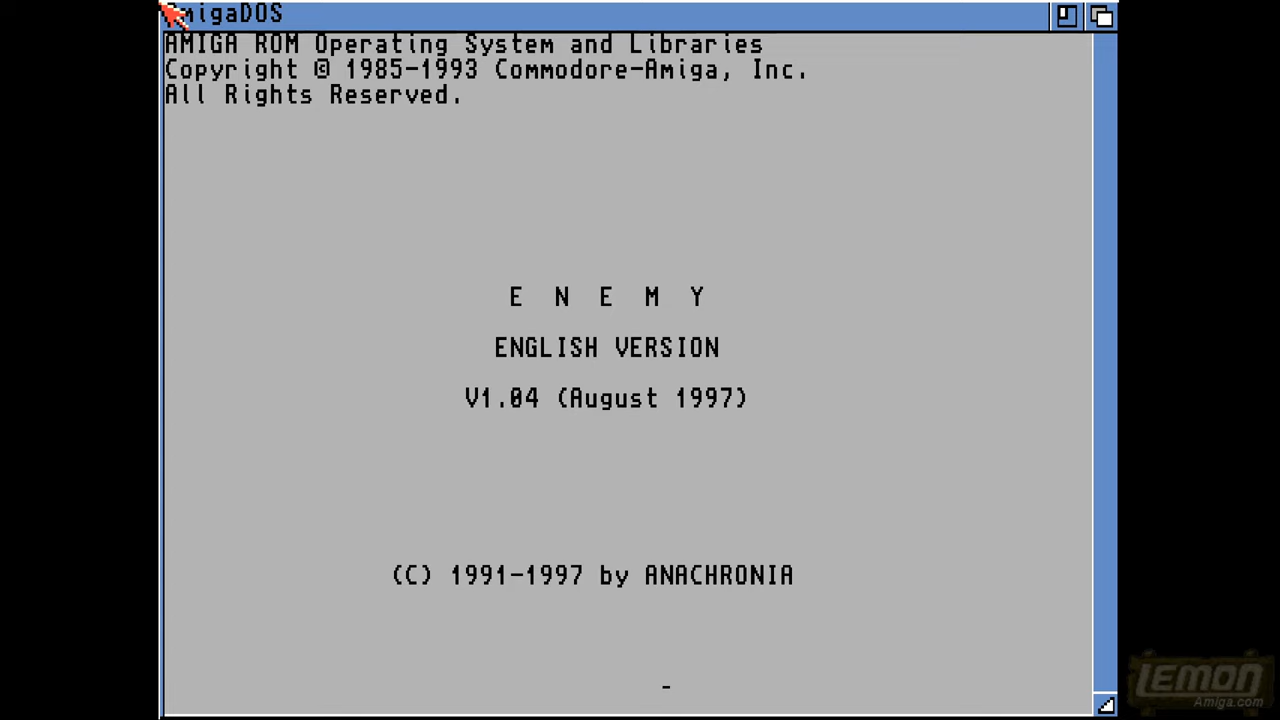 AmigaDOS
AMIGA ROM Operating System and Libraries
Copyright © 1985-1993 Commodore-Amiga, Inc.
All Rights Reserved.
E N E M Y
ENGLISH VERSION
V1.04 (August 1997)
(C) 1991-1997 by ANACHRONIA
LEMON
Amiga.com